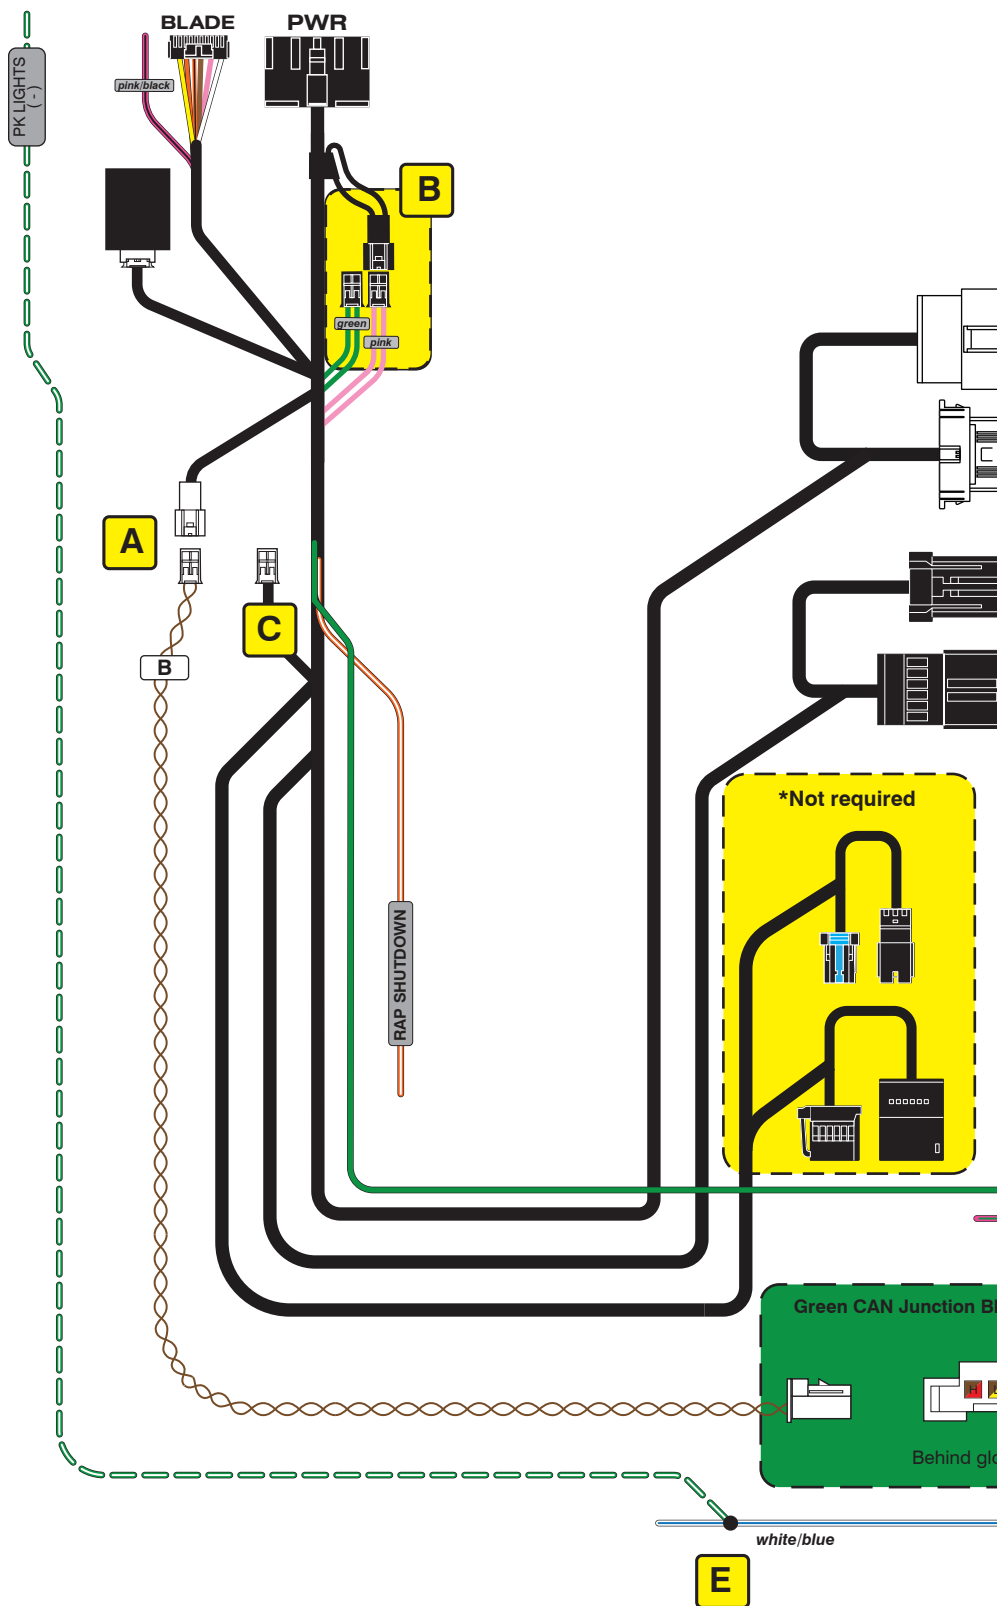 BLADE
PWR
PK LIGHTS
( - )
pink/black
B
green
pink
A
C
B
*Not required
RAP SHUTDOWN
Green CAN Junction Bl
H
Behind glo
white/blue
E